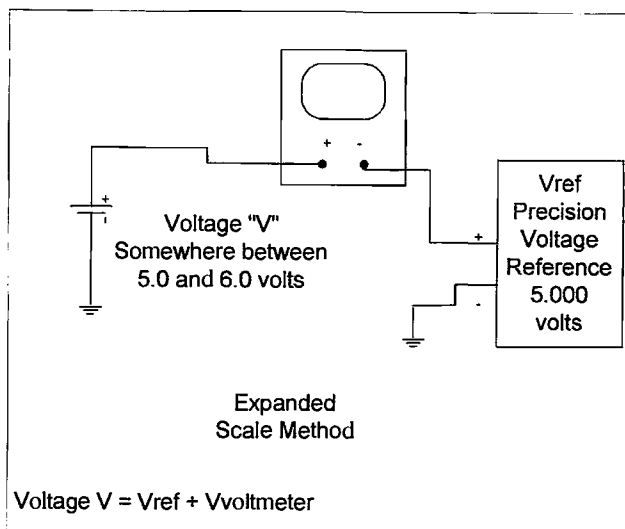 + -
+
-
Voltage "V"
Somewhere between
5.0 and 6.0 volts
Vref
Precision
Voltage
Reference
5.000
volts
+
-
Expanded
Scale Method
Voltage V = Vref + Vvoltmeter